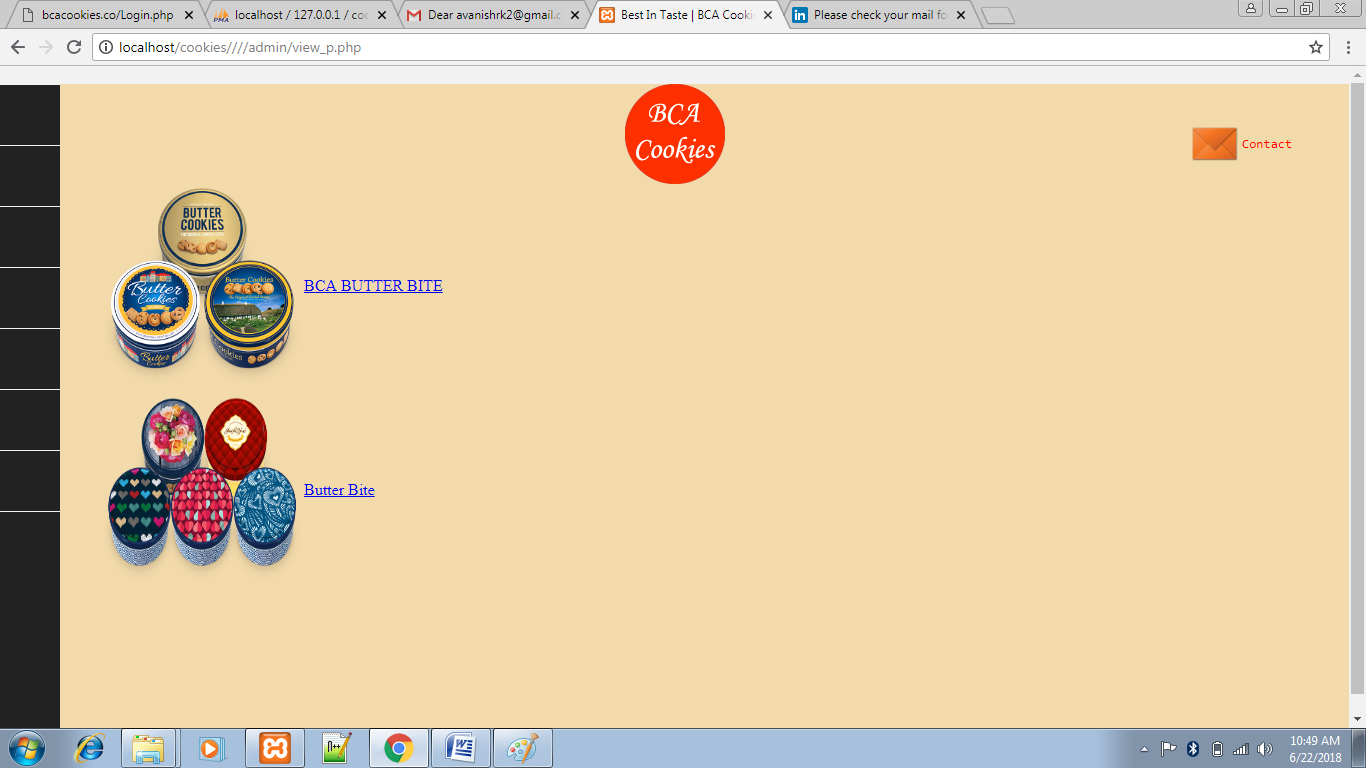 bcacookies.co/Login.php
localhost / 127.0.0.1 / coo
Dear avanishrk2@gmail.c
Best In Taste | BCA Cooki
Please check your mail fo
localhost/cookies////admin/view_p.php
BCA
Cookies
Contact
BUTTER
COOKIES
BCA BUTTER BITE
Butter
Cookies
Butter Cookies
Butter
Cookies
Butter Bite
10:49 AM
6/22/2018